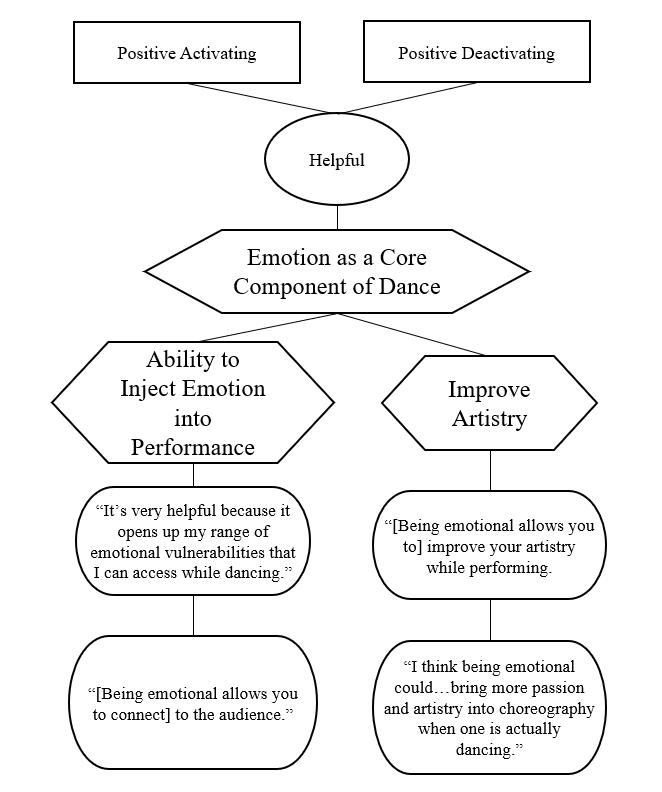 Positive Activating
Positive Deactivating
Helpful
Emotion as a Core
Component of Dance
Ability to
Inject Emotion
into
Performance
Improve
Artistry
“It’s very helpful because it
opens up my range of
emotional vulnerabilities that
I can access while dancing.”
“[Being emotional allows you
to] improve your artistry
while performing.
“[Being emotional allows you
to connect] to the audience.”
“I think being emotional
could…bring more passion
and artistry into choreography
when one is actually
dancing.”